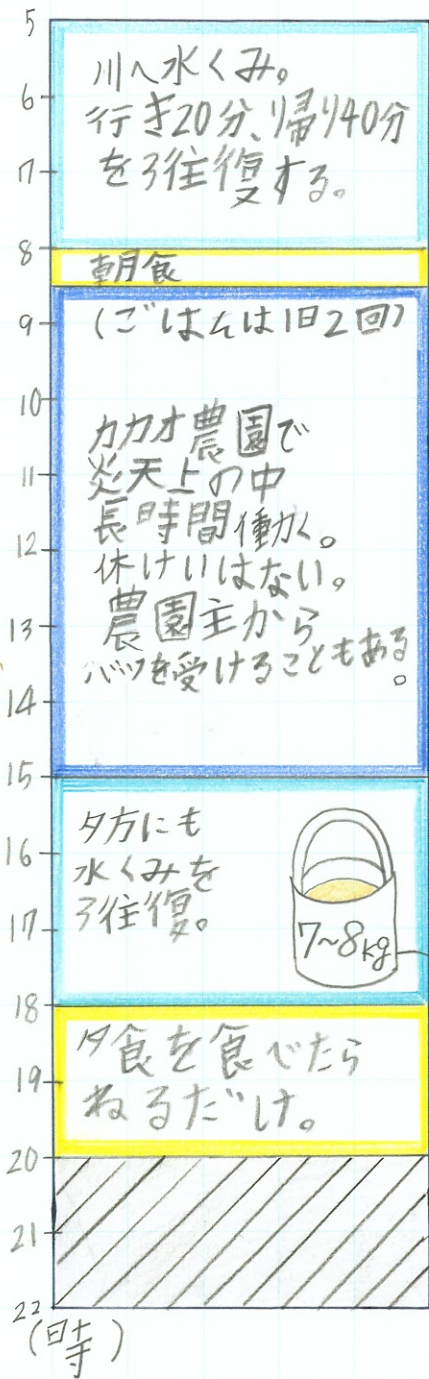 5
川へ水くみ。
6
行き20分、帰り40分
7
を3往復する。
8
朝食
9
(ごはんは1日2回)
10
カカオ農園で
11
炎天上の中
長時間働く。
12
休けいはない。
13
農園主から
バツを受けることもある。
14
15
夕方にも
16
水くみを
17
3往復。
7~8kg
18
夕食を食べたら
19
ねるだけ。
20
21
22
(時)